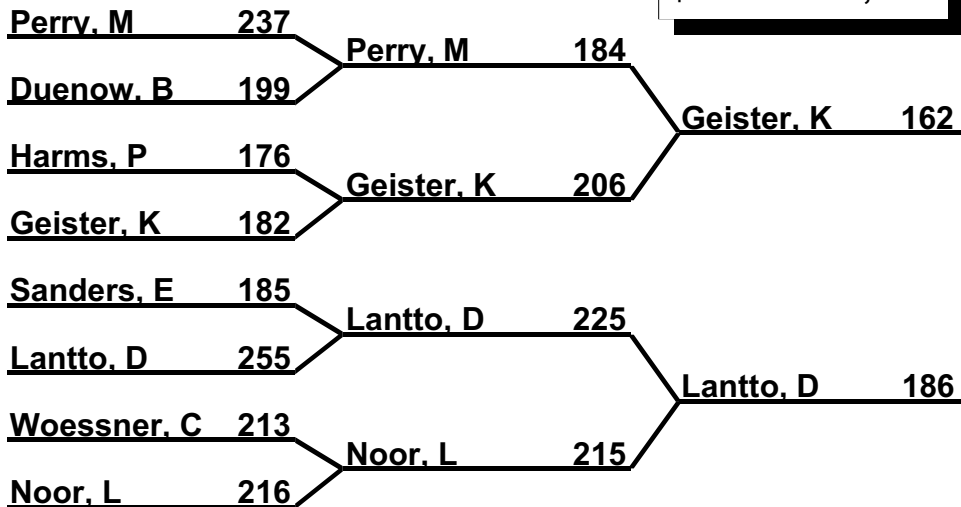 Perry, M 237
Perry, M 184
Duenow, B 199
Geister, K 162
Harms, P 176
Geister, K 206
Geister, K 182
Sanders, E 185
Lantto, D 225
Lantto, D 255
Lantto, D 186
Woessner, C 213
Noor, L 215
Noor, L 216